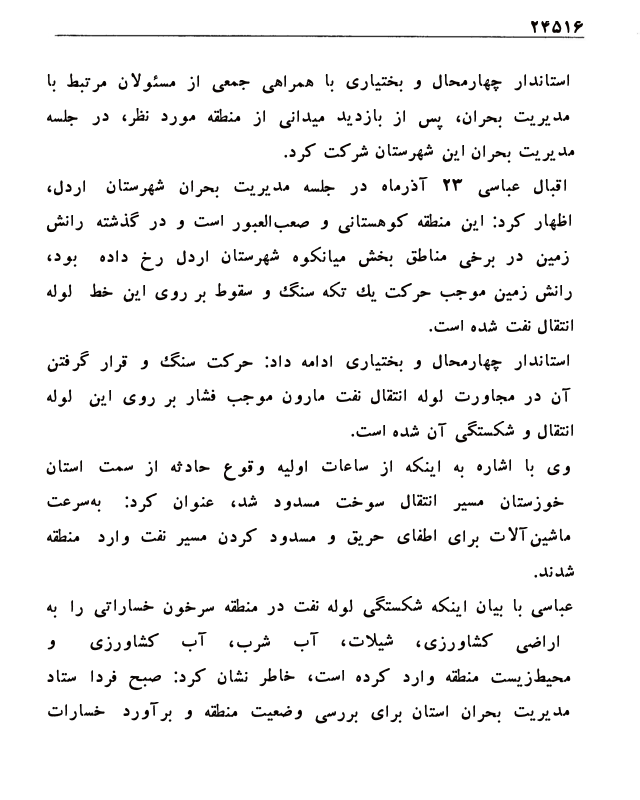 ۲۴۵۱۶
استاندار چهارمحال و بختیاری با همراهی جمعی از مسئولان مرتبط با
مدیریت بحران، پس از بازدید میدانی از منطقه مورد نظر، در جلسه
مدیریت بحران این شهرستان شرکت کرد.
اقبال عباسی ۲۳ آذرماه در جلسه مدیریت بحران شهرستان اردل،
اظهار کرد: این منطقه کوهستانی و صعب‌العبور است و در گذشته رانش
زمین در برخی مناطق بخش میانکوه شهرستان اردل رخ داده بود،
رانش زمین موجب حرکت یك تکه سنگ و سقوط بر روی این خط لوله
انتقال نفت شده است.
استاندار چهارمحال و بختیاری ادامه داد: حرکت سنگ و قرار گرفتن
آن در مجاورت لوله انتقال نفت مارون موجب فشار بر روی این لوله
انتقال و شکستگی آن شده است.
وی با اشاره به اینکه از ساعات اولیه وقوع حادثه از سمت استان
خوزستان مسیر انتقال سوخت مسدود شد، عنوان کرد: به‌سرعت
ماشین‌آلات برای اطفای حریق و مسدود کردن مسیر نفت وارد منطقه
شدند.
عباسی با بیان اینکه شکستگی لوله نفت در منطقه سرخون خساراتی را به
اراضی کشاورزی، شیلات، آب شرب، آب کشاورزی و
محیط‌زیست منطقه وارد کرده است، خاطر نشان کرد: صبح فردا ستاد
مدیریت بحران استان برای بررسی وضعیت منطقه و برآورد خسارات